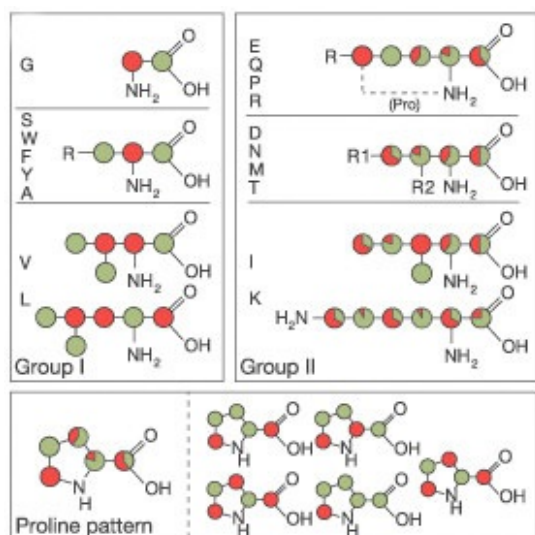 G
O
NH2
OH
S
W
F
Y
A
R
O
NH2
OH
V
O
NH2
OH
L
O
NH2
OH
Group I
E
Q
P
R
R
O
(Pro)
NH2
OH
D
N
M
T
R1
R2
O
NH2
OH
I
O
NH2
OH
K
H2N
O
NH2
OH
Group II
O
OH
N
H
Proline pattern
O
OH
N
H
O
OH
N
H
O
OH
N
H
O
OH
N
H
O
OH
N
H